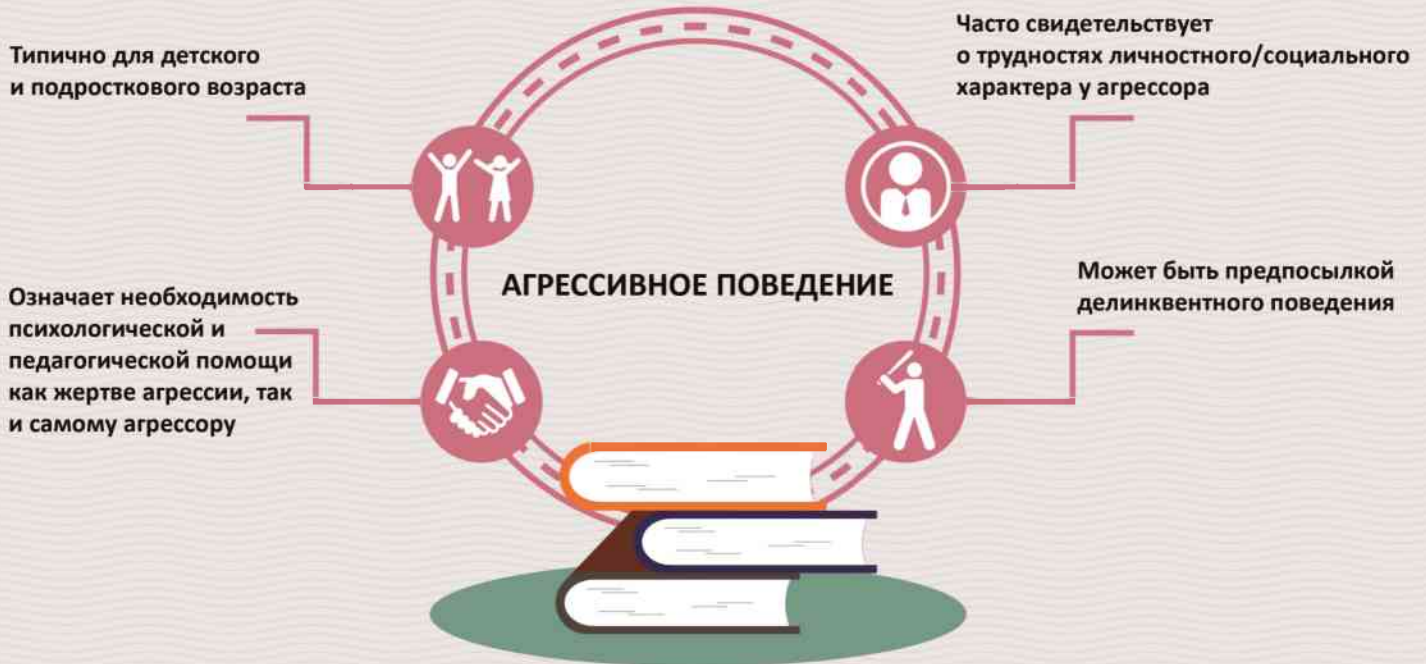 Типично для детского
и подросткового возраста
Часто свидетельствует
о трудностях личностного/социального
характера у агрессора
АГРЕССИВНОЕ ПОВЕДЕНИЕ
Означает необходимость
психологической и
педагогической помощи
как жертве агрессии, так
и самому агрессору
Может быть предпосылкой
делинквентного поведения